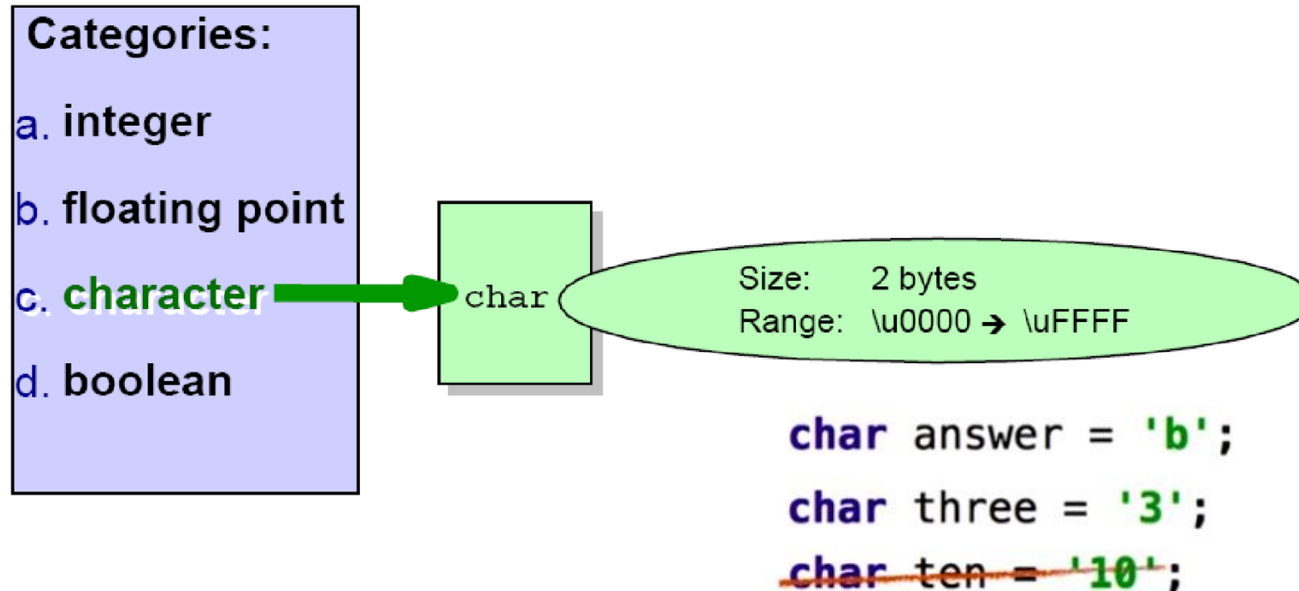 Categories:
a. integer
b. floating point
c. character
d. boolean
char
Size: 2 bytes
Range: \u0000 ➔ \uFFFF
char answer = 'b';
char three = '3';
char ten = '10';